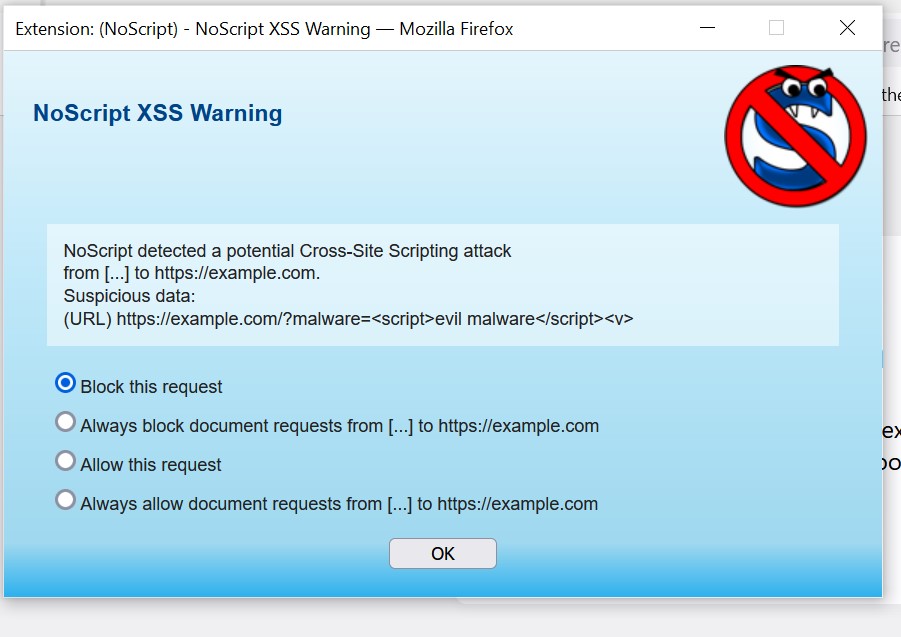 Extension: (NoScript) - NoScript XSS Warning — Mozilla Firefox
NoScript XSS Warning
NoScript detected a potential Cross-Site Scripting attack
from [...] to https://example.com.
Suspicious data:
(URL) https://example.com/?malware=<script>evil malware</script><v>
Block this request
Always block document requests from [...] to https://example.com
Allow this request
Always allow document requests from [...] to https://example.com
OK